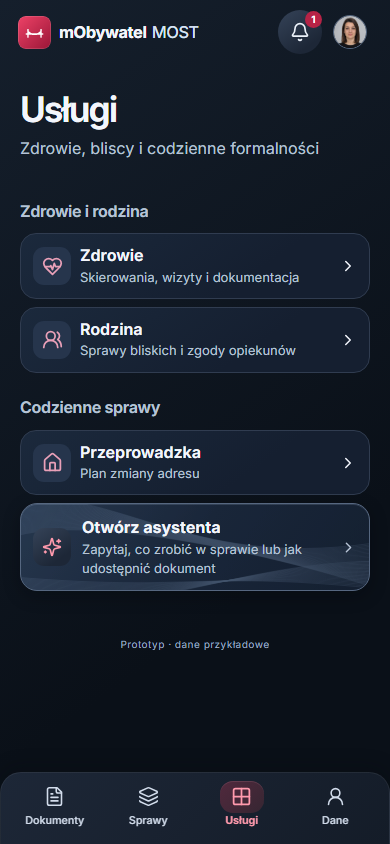 mObywatel MOST
1
Usługi
Zdrowie, bliscy i codzienne formalności
Zdrowie i rodzina
Zdrowie
Skierowania, wizyty i dokumentacja
Rodzina
Sprawy bliskich i zgody opiekunów
Codzienne sprawy
Przeprowadzka
Plan zmiany adresu
Otwórz asystenta
Zapytaj, co zrobić w sprawie lub jak
udostępnić dokument
Prototyp · dane przykładowe
Dokumenty
Sprawy
Usługi
Dane